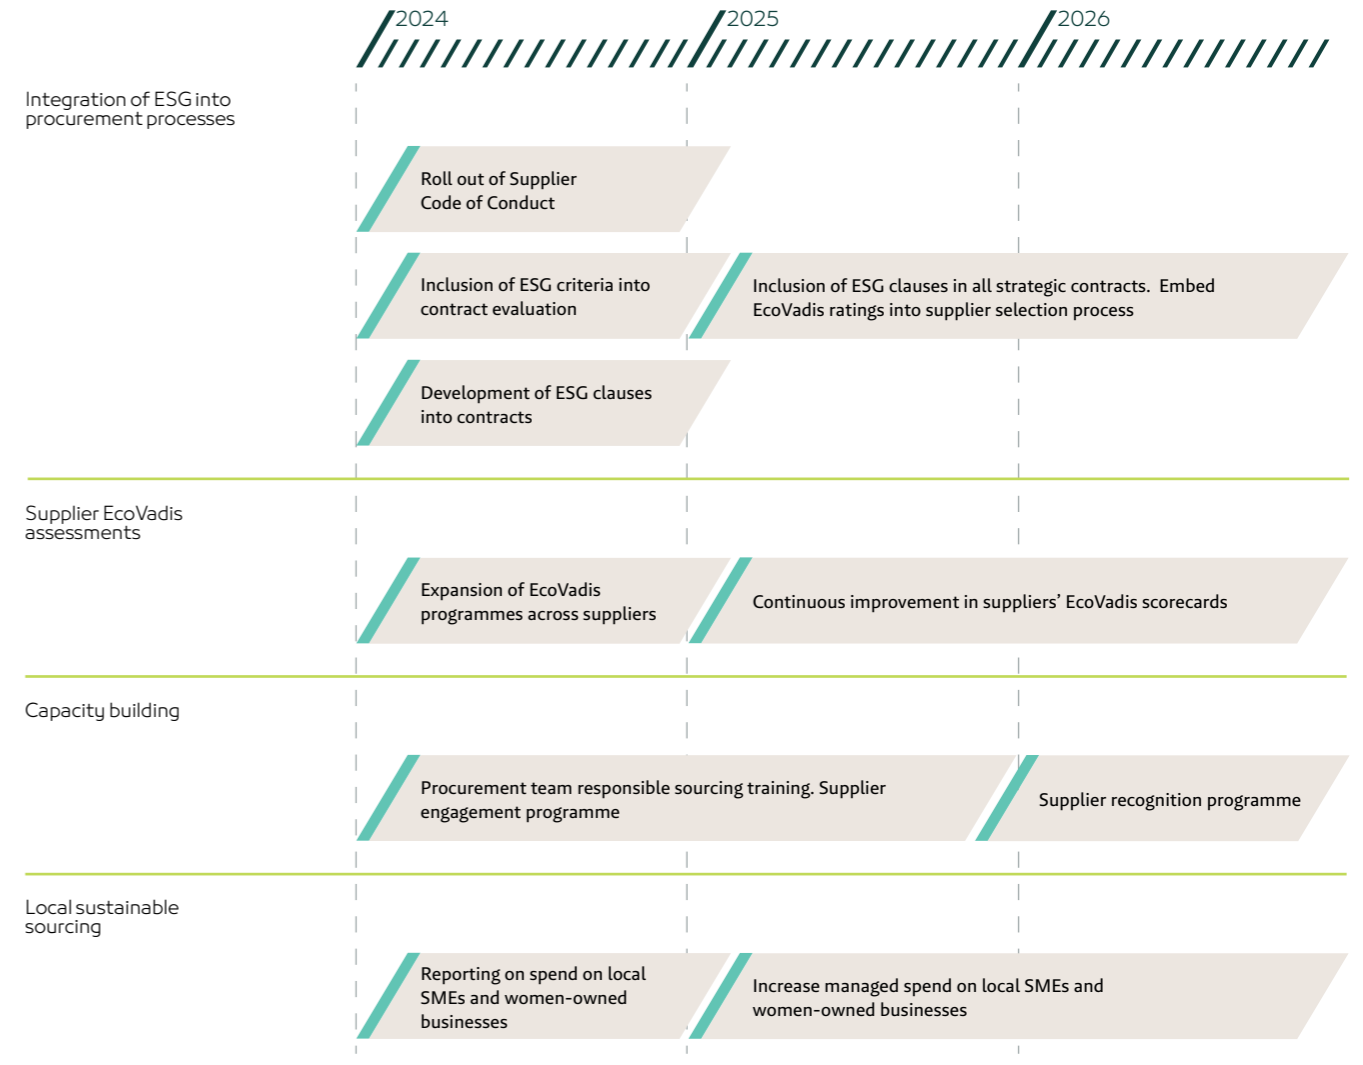 2024
2025
2026
Integration of ESG into
procurement processes
Roll out of Supplier
Code of Conduct
Inclusion of ESG criteria into
contract evaluation
Inclusion of ESG clauses in all strategic contracts.  Embed
EcoVadis ratings into supplier selection process
Development of ESG clauses
into contracts
Supplier EcoVadis
assessments
Expansion of EcoVadis
programmes across suppliers
Continuous improvement in suppliers’ EcoVadis scorecards
Capacity building
Procurement team responsible sourcing training. Supplier
engagement programme
Supplier recognition programme
Local sustainable
sourcing
Reporting on spend on local
SMEs and women-owned
businesses
Increase managed spend on local SMEs and
women-owned businesses